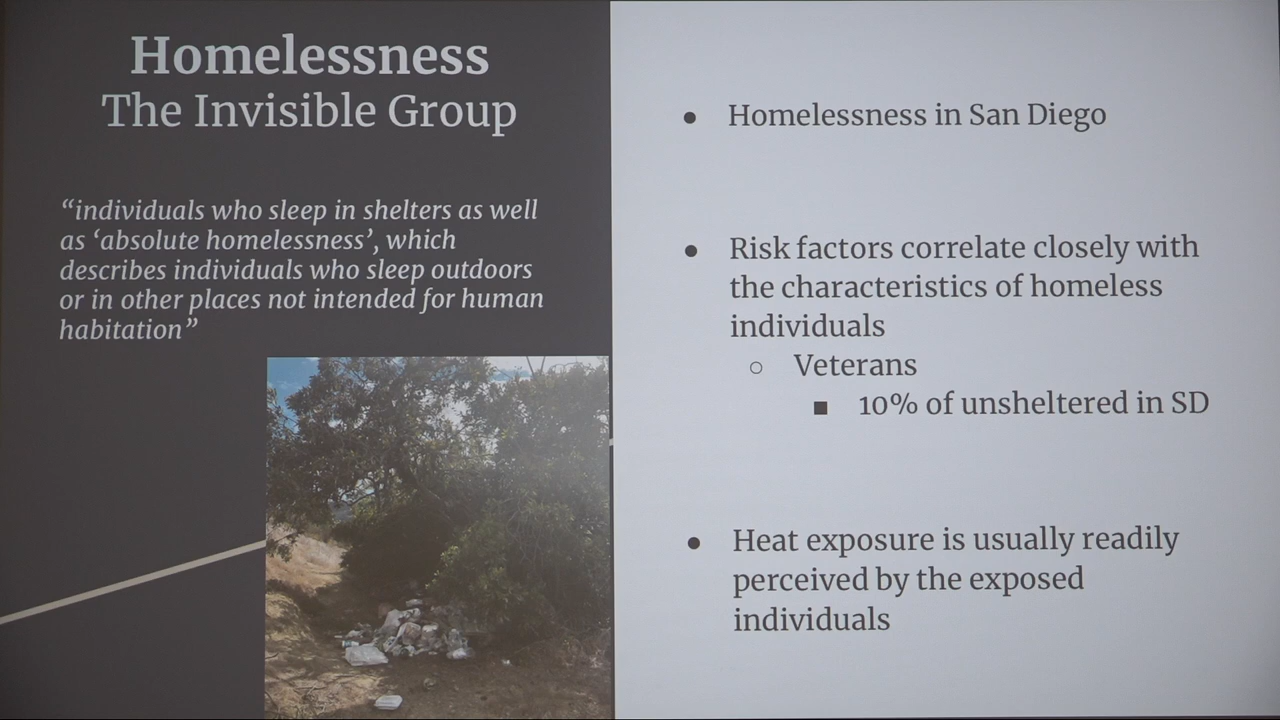 Homelessness
The Invisible Group
“individuals who sleep in shelters as well
as ‘absolute homelessness’, which
describes individuals who sleep outdoors
or in other places not intended for human
habitation”
● Homelessness in San Diego
● Risk factors correlate closely with
the characteristics of homeless
individuals
○ Veterans
■ 10% of unsheltered in SD
● Heat exposure is usually readily
perceived by the exposed
individuals